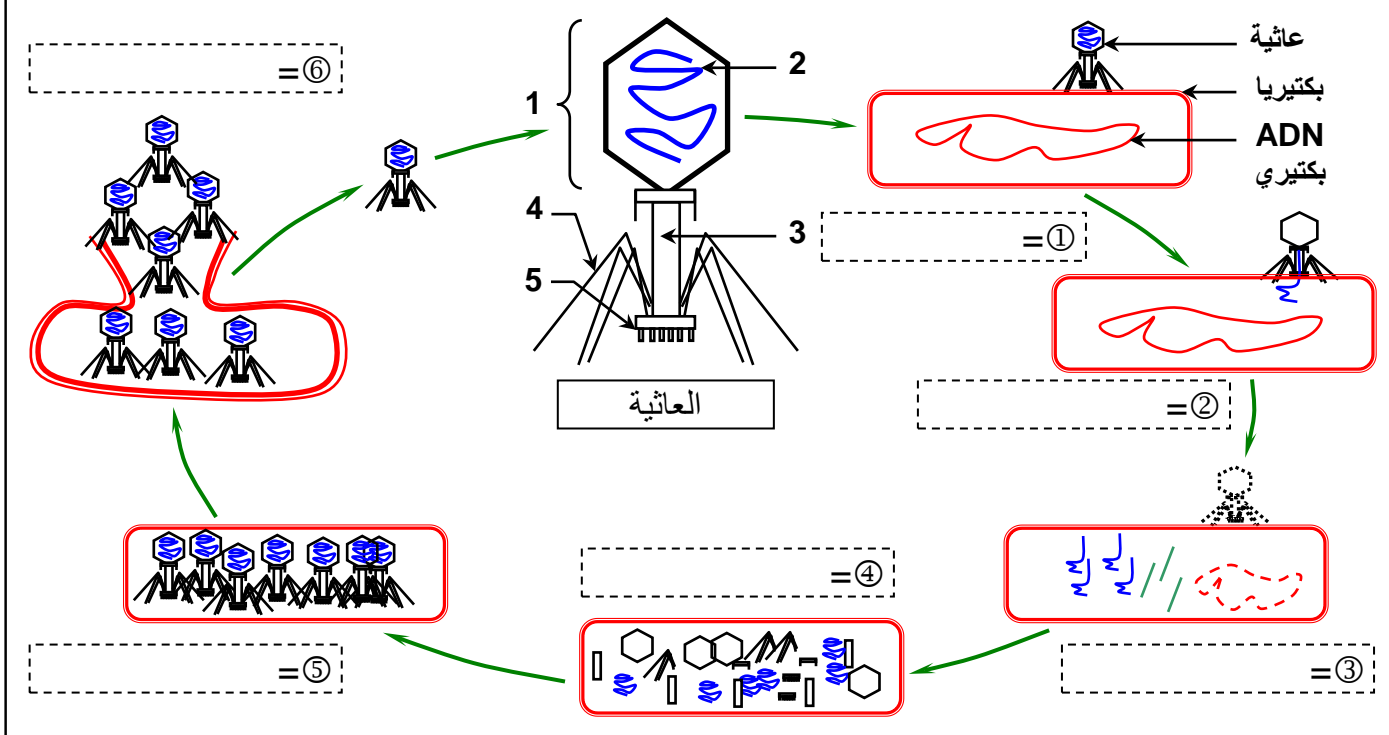 ⑥=
1
2
3
4
5
العاثية
عاثية
بكتيريا
ADN
بكتيري
①=
②=
③=
④=
⑤=